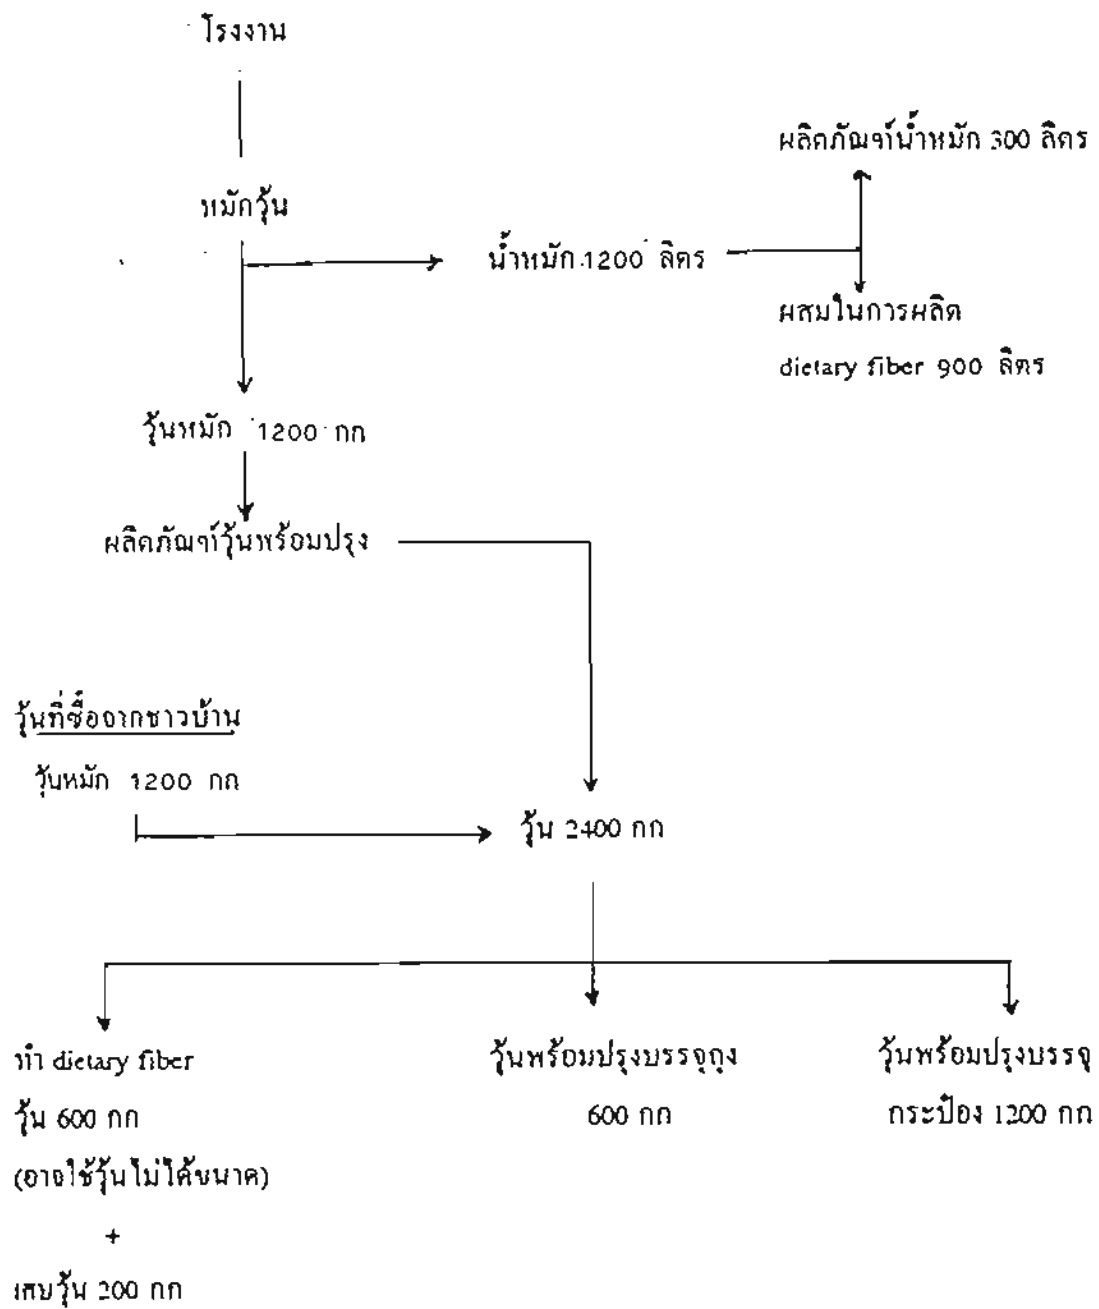 โรงงาน
ผลิตภัณฑ์น้ำหมัก 300 ลิตร
หมักวุ้น
น้ำหมัก 1200 ลิตร
ผสมในการผลิต
dietary fiber 900 ลิตร
วุ้นหมัก 1200 กก
ผลิตภัณฑ์วุ้นพร้อมปรุง
วุ้นที่ซื้อจากชาวบ้าน
วุ้นหมัก 1200 กก
วุ้น 2400 กก
ทำ dietary fiber
วุ้น 600 กก
(อาจใช้วุ้นไม่ได้ขนาด)
+
เศษวุ้น 200 กก
วุ้นพร้อมปรุงบรรจุถุง
600 กก
วุ้นพร้อมปรุงบรรจุ
กระป๋อง 1200 กก